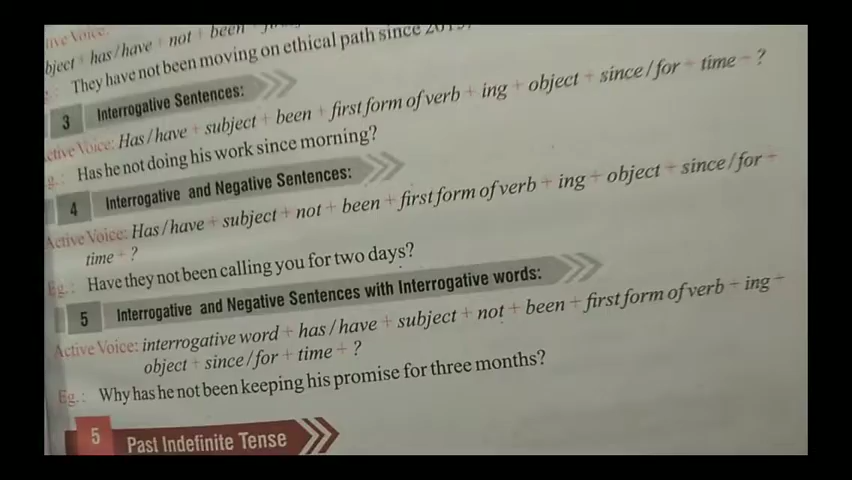 tive Voice:
bject + has/have + not + been +
They have not been moving on ethical path since 2015.
3 Interrogative Sentences:
ctive Voice: Has/have + subject + been + first form of verb + ing + object + since/for + time + ?
g.: Has he not doing his work since morning?
4 Interrogative and Negative Sentences:
Active Voice: Has/have + subject + not + been + first form of verb + ing + object + since/for +
time + ?
Eg.: Have they not been calling you for two days?
5 Interrogative and Negative Sentences with Interrogative words:
Active Voice: interrogative word + has/have + subject + not + been + first form of verb + ing +
object + since/for + time + ?
Eg.: Why has he not been keeping his promise for three months?
5 Past Indefinite Tense